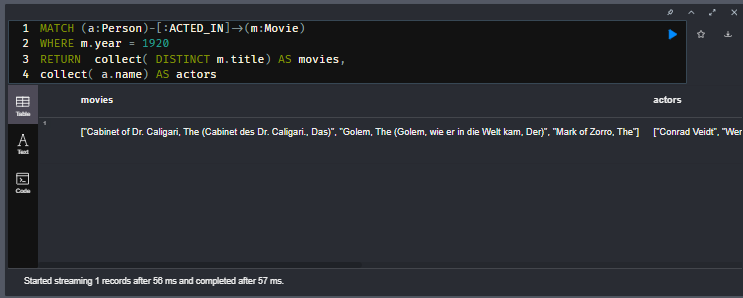 1 MATCH (a:Person)-[:ACTED_IN]→(m:Movie)
2 WHERE m.year = 1920
3 RETURN  collect( DISTINCT m.title) AS movies,
4 collect( a.name) AS actors
Table
Text
Code
movies actors
1
["Cabinet of Dr. Caligari, The (Cabinet des Dr. Caligari., Das)", "Golem, The (Golem, wie er in die Welt kam, Der)", "Mark of Zorro, The"] ["Conrad Veidt", "Wer
Started streaming 1 records after 56 ms and completed after 57 ms.